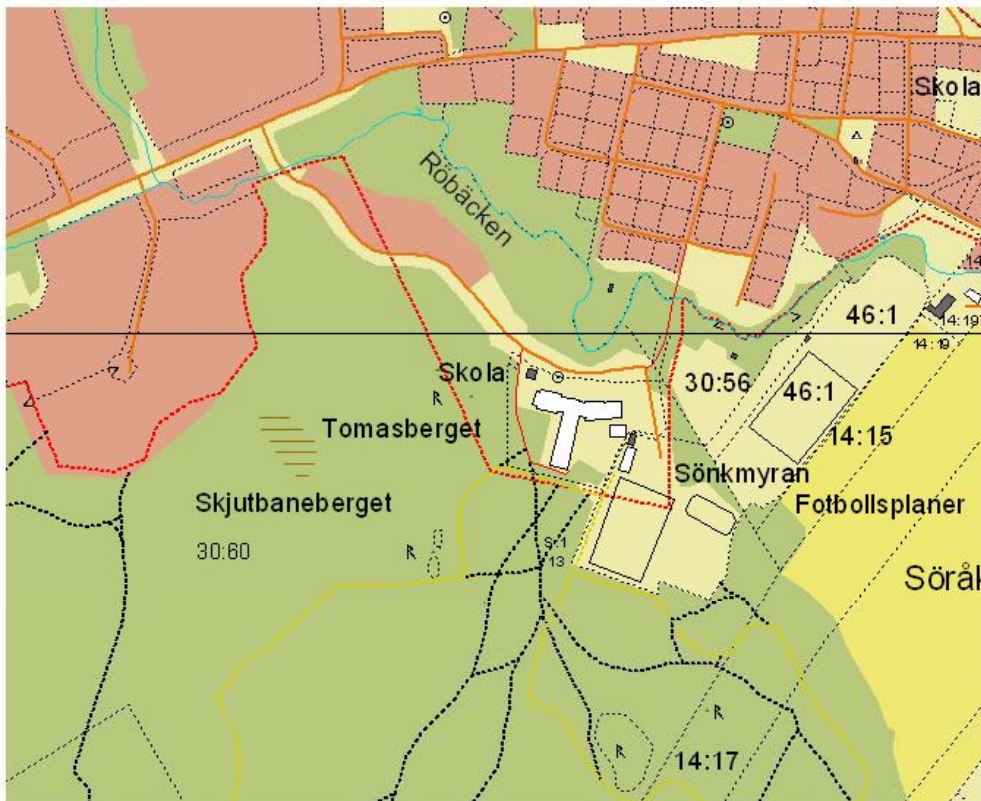 Skola
Röbäcken
46:1
14:19
14:19
Skola
30:56
46:1
Tomasberget
14:15
Sönkmyran
Skjutbaneberget
Fotbollsplaner
30:60
S:1
13
Söråk
R
R
R
R
14:17